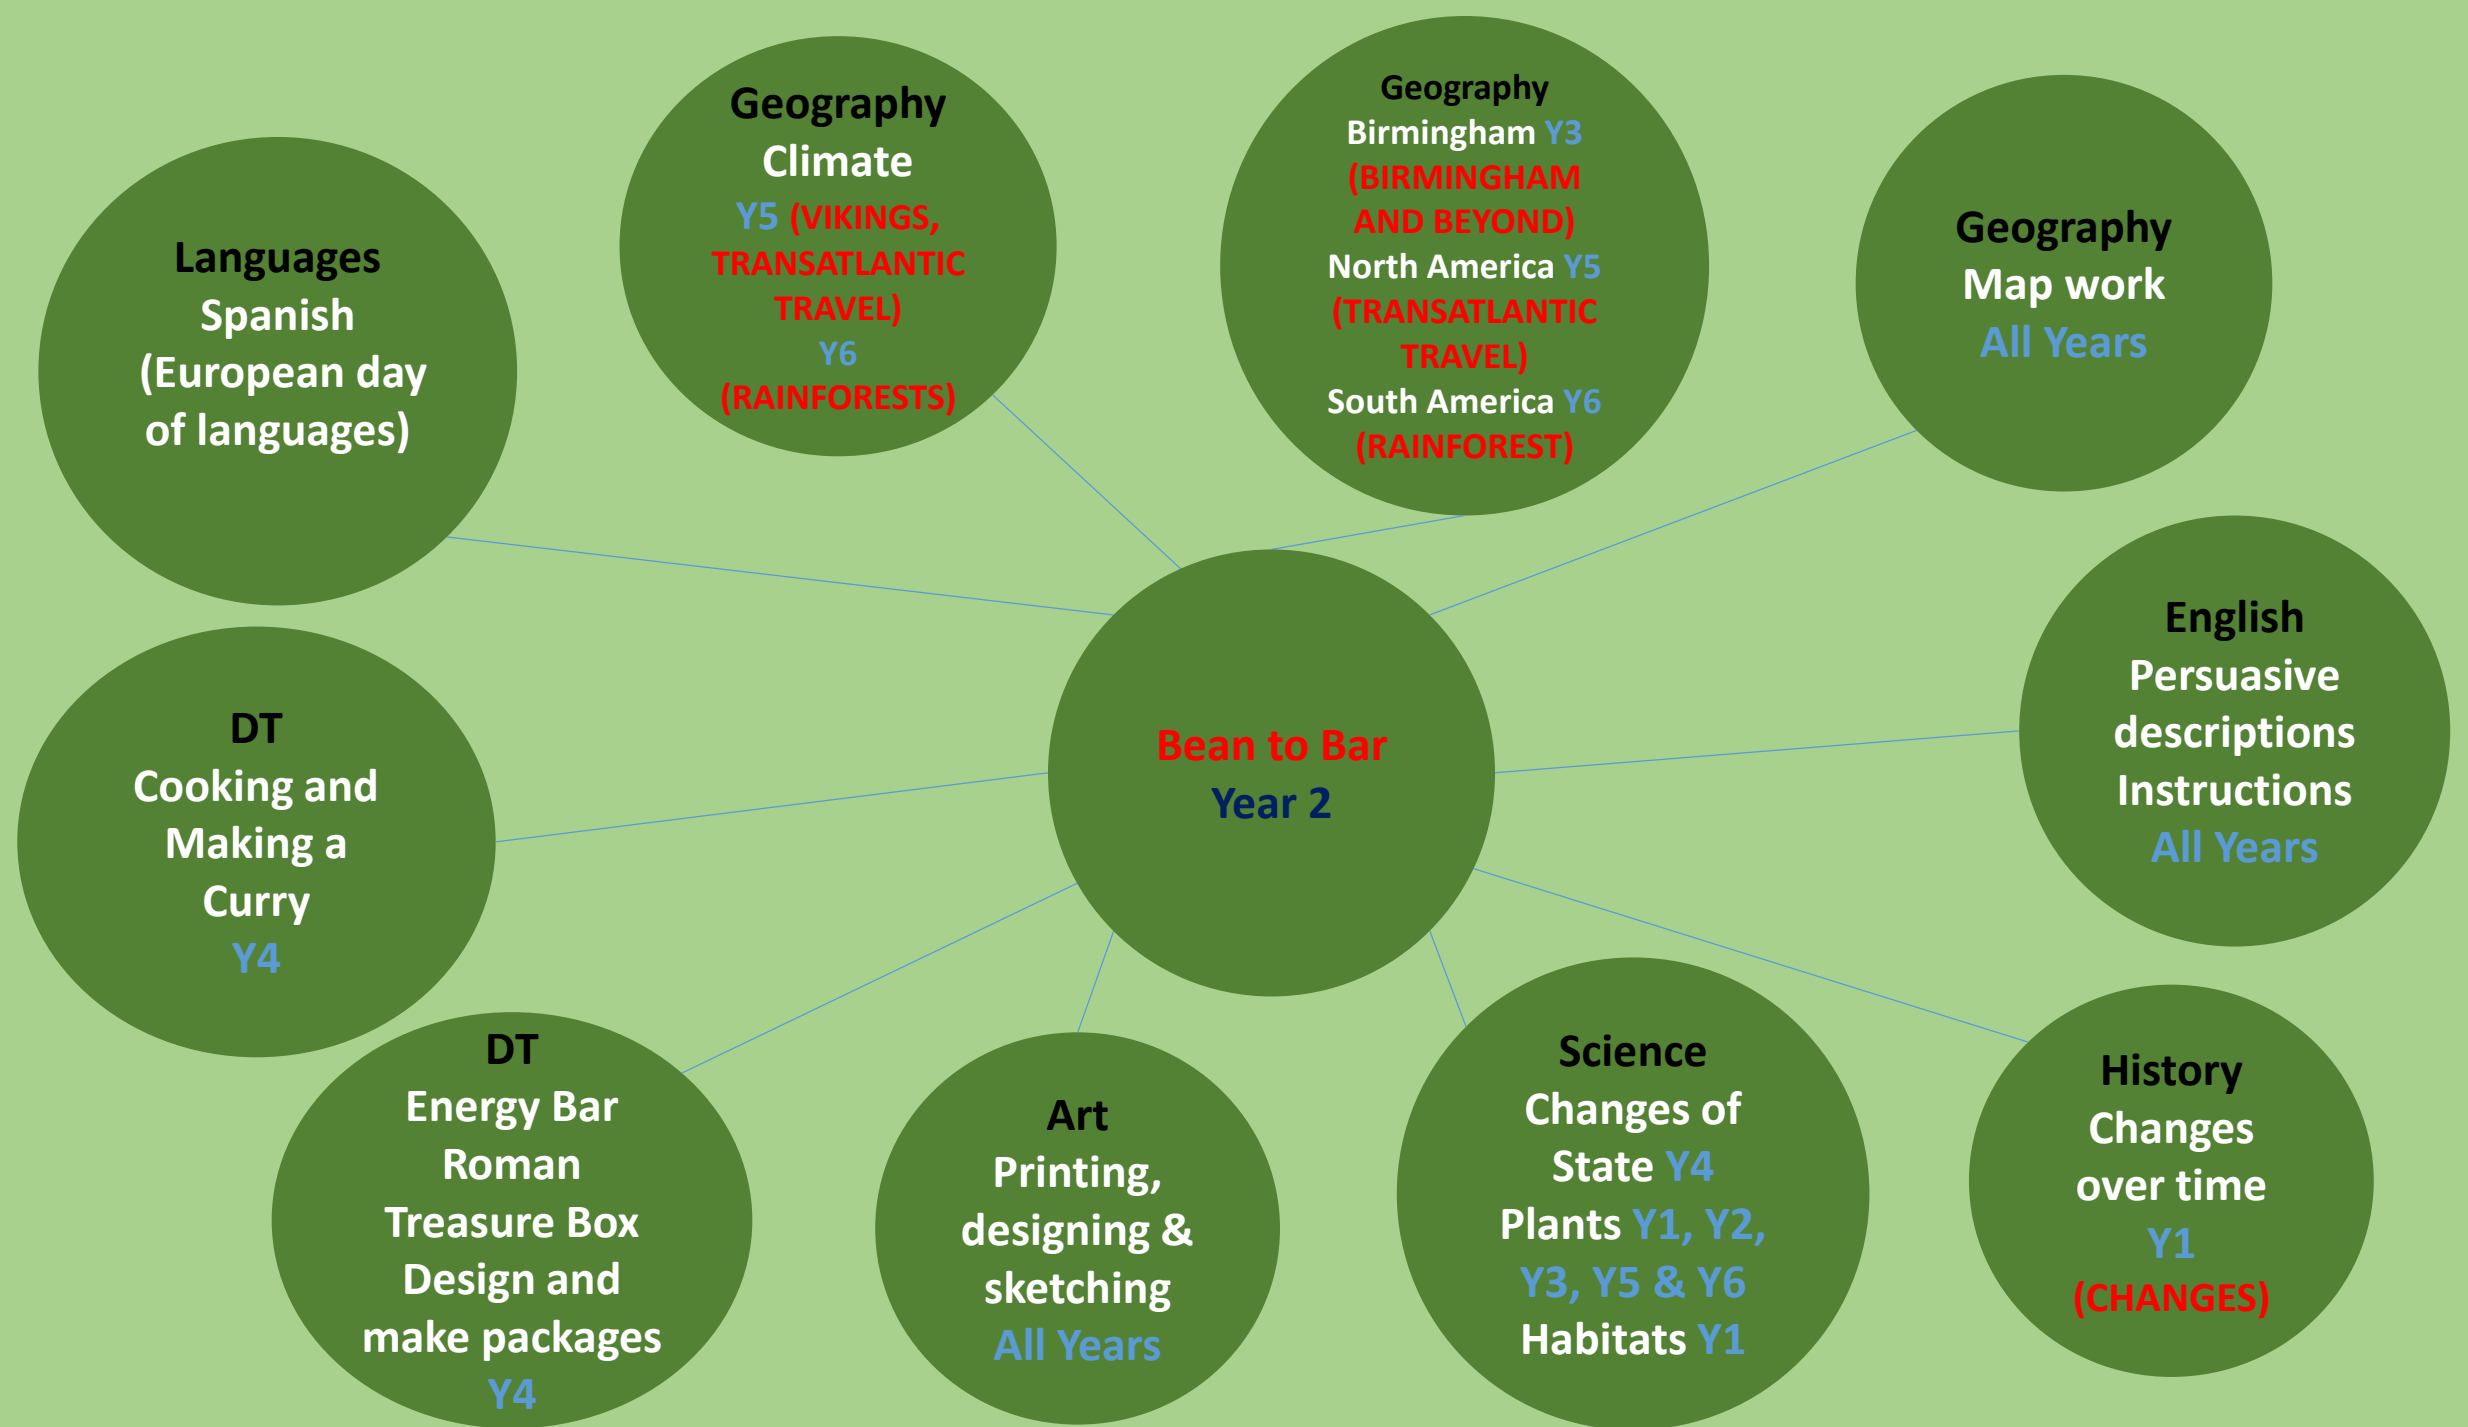 Languages
Spanish
(European day
of languages)
Geography
Climate
Y5 (VIKINGS,
TRANSATLANTIC
TRAVEL)
Y6
(RAINFORESTS)
Geography
Birmingham Y3
(BIRMINGHAM
AND BEYOND)
North America Y5
(TRANSATLANTIC
TRAVEL)
South America Y6
(RAINFOREST)
Geography
Map work
All Years
English
Persuasive
descriptions
Instructions
All Years
Bean to Bar
Year 2
DT
Cooking and
Making a
Curry
Y4
DT
Energy Bar
Roman
Treasure Box
Design and
make packages
Y4
Art
Printing,
designing &
sketching
All Years
Science
Changes of
State Y4
Plants Y1, Y2,
Y3, Y5 & Y6
Habitats Y1
History
Changes
over time
Y1
(CHANGES)